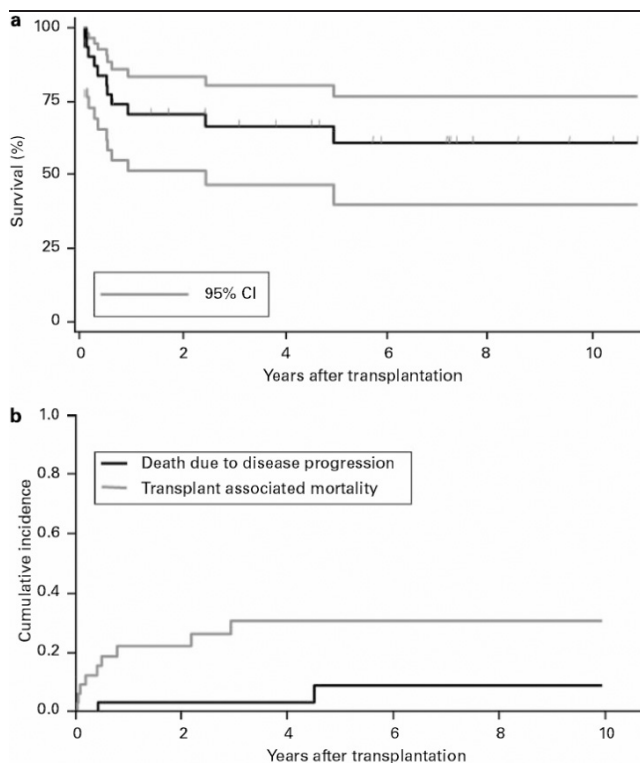 a
100
75
50
25
0
Survival (%)
95% CI
0 2 4 6 8 10
Years after transplantation
b
1.0
0.8
0.6
0.4
0.2
0.0
Cumulative incidence
Death due to disease progression
Transplant associated mortality
0 2 4 6 8 10
Years after transplantation